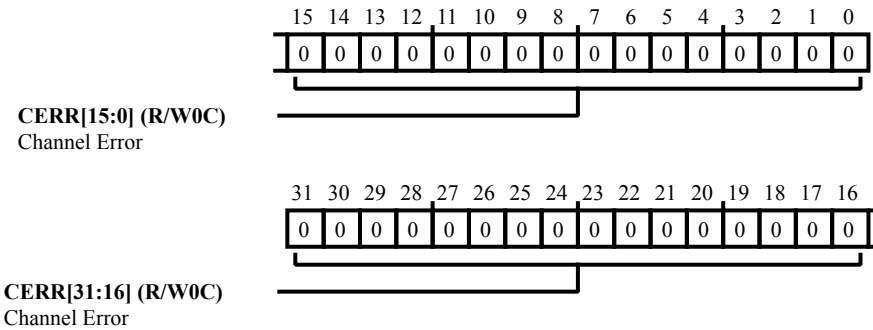 15 14 13 12 11 10 9 8 7 6 5 4 3 2 1 0
0 0 0 0 0 0 0 0 0 0 0 0 0 0 0 0
CERR[15:0] (R/W0C)
Channel Error
31 30 29 28 27 26 25 24 23 22 21 20 19 18 17 16
0 0 0 0 0 0 0 0 0 0 0 0 0 0 0 0
CERR[31:16] (R/W0C)
Channel Error